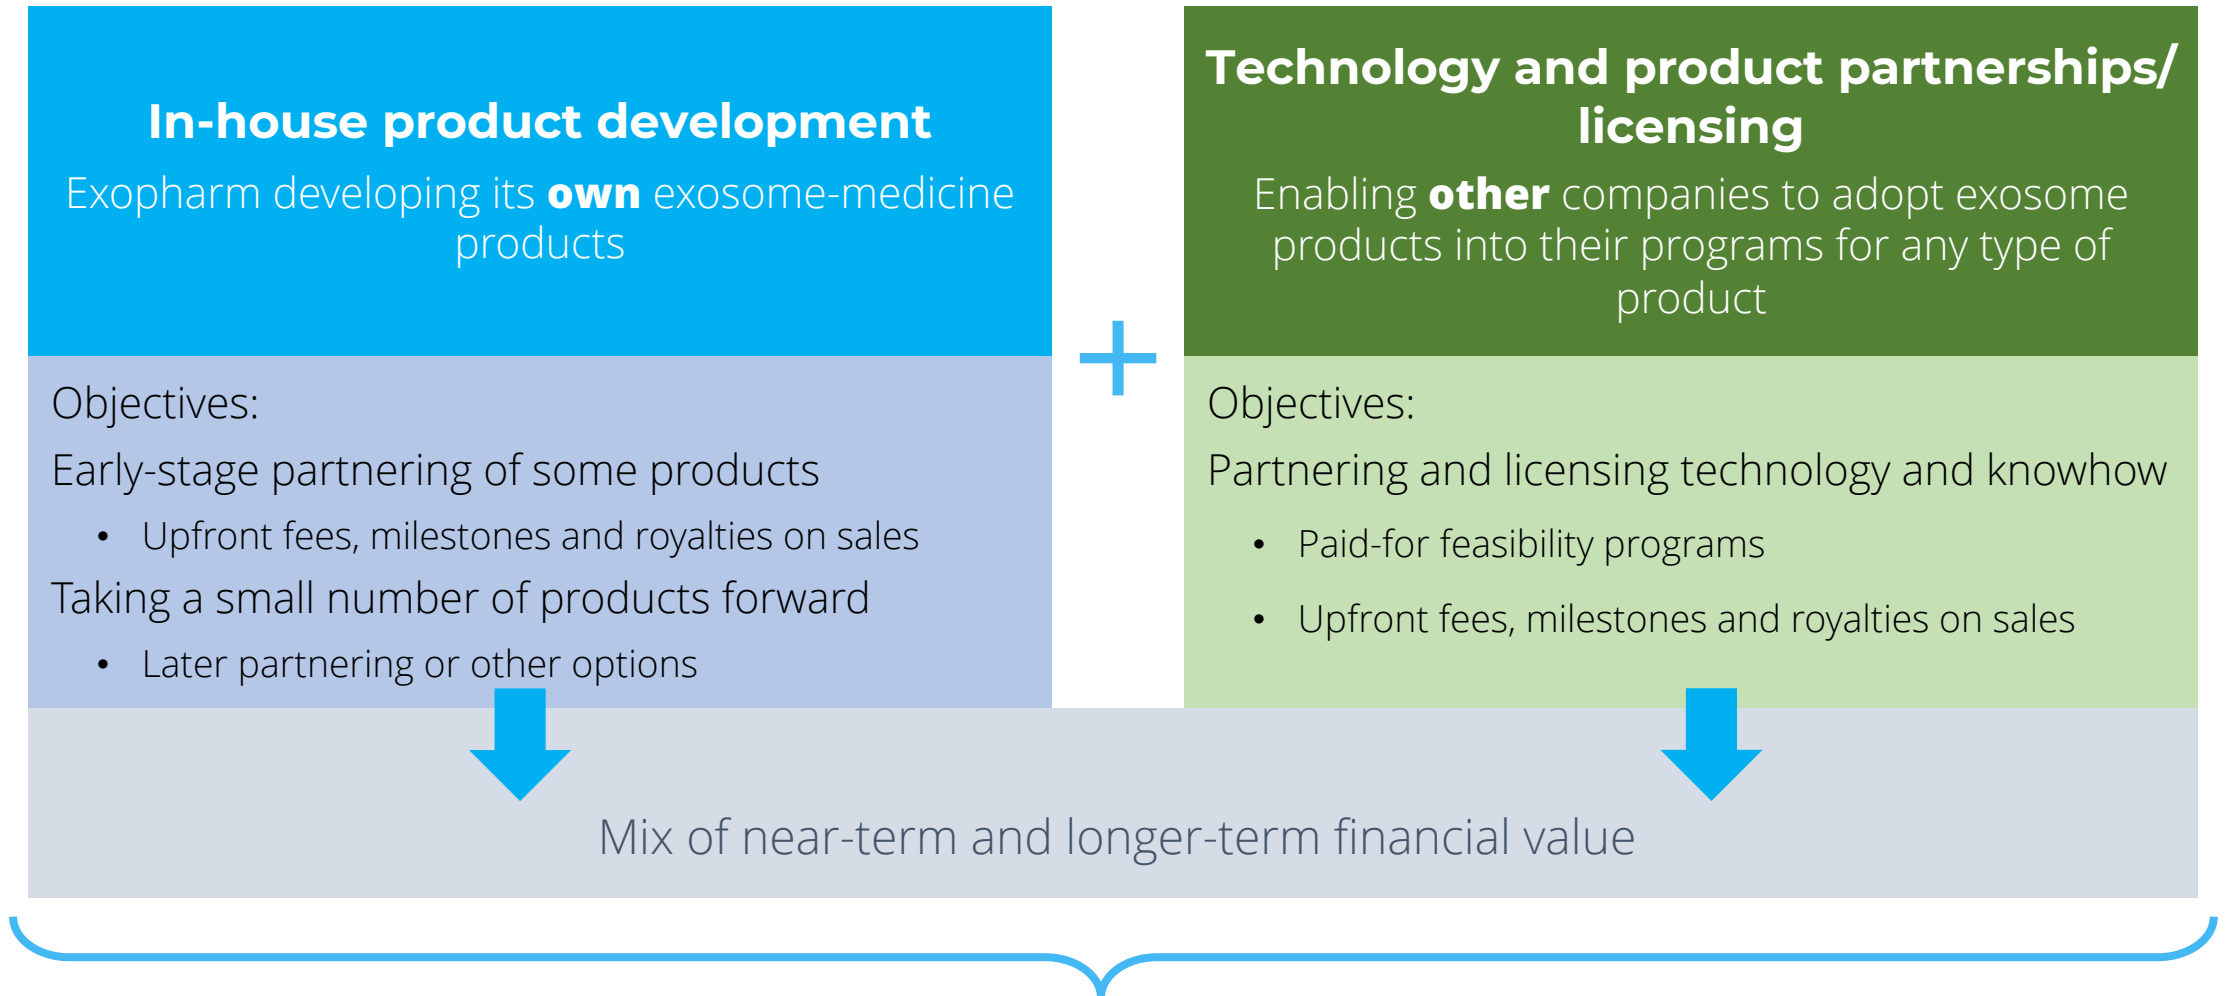 In-house product development
Exopharm developing its own exosome-medicine
products
Objectives:
Early-stage partnering of some products
• Upfront fees, milestones and royalties on sales
Taking a small number of products forward
• Later partnering or other options
+
Technology and product partnerships/
licensing
Enabling other companies to adopt exosome
products into their programs for any type of
product
Objectives:
Partnering and licensing technology and knowhow
• Paid-for feasibility programs
• Upfront fees, milestones and royalties on sales
Mix of near-term and longer-term financial value